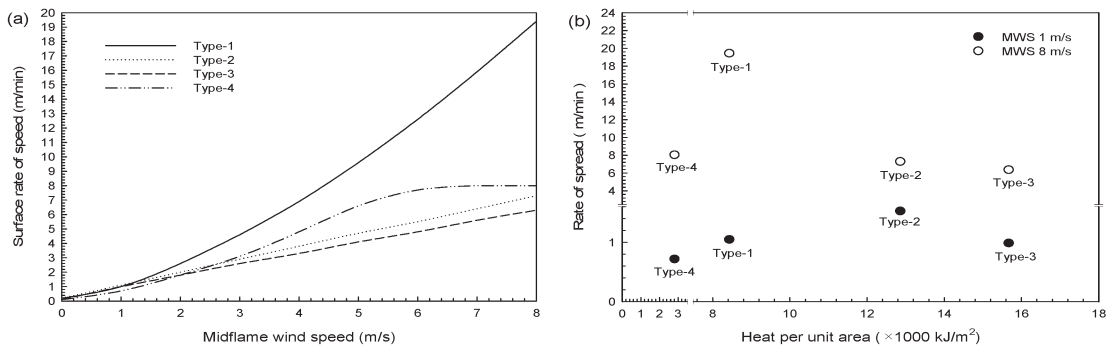 (a)
Surface rate of speed (m/min)
20
19
18
17
16
15
14
13
12
11
10
9
8
7
6
5
4
3
2
1
0
Type-1
Type-2
Type-3
Type-4
0 1 2 3 4 5 6 7 8
Midflame wind speed (m/s)
(b)
Rate of spread ( m/min)
24
22
20
18
16
14
12
10
8
6
4
1
0
MWS 1 m/s
MWS 8 m/s
Type-1
Type-4
Type-2
Type-3
Type-2
Type-1
Type-3
Type-4
0 1 2 3 8 10 12 14 16 18
Heat per unit area ( ×1000 kJ/m²)